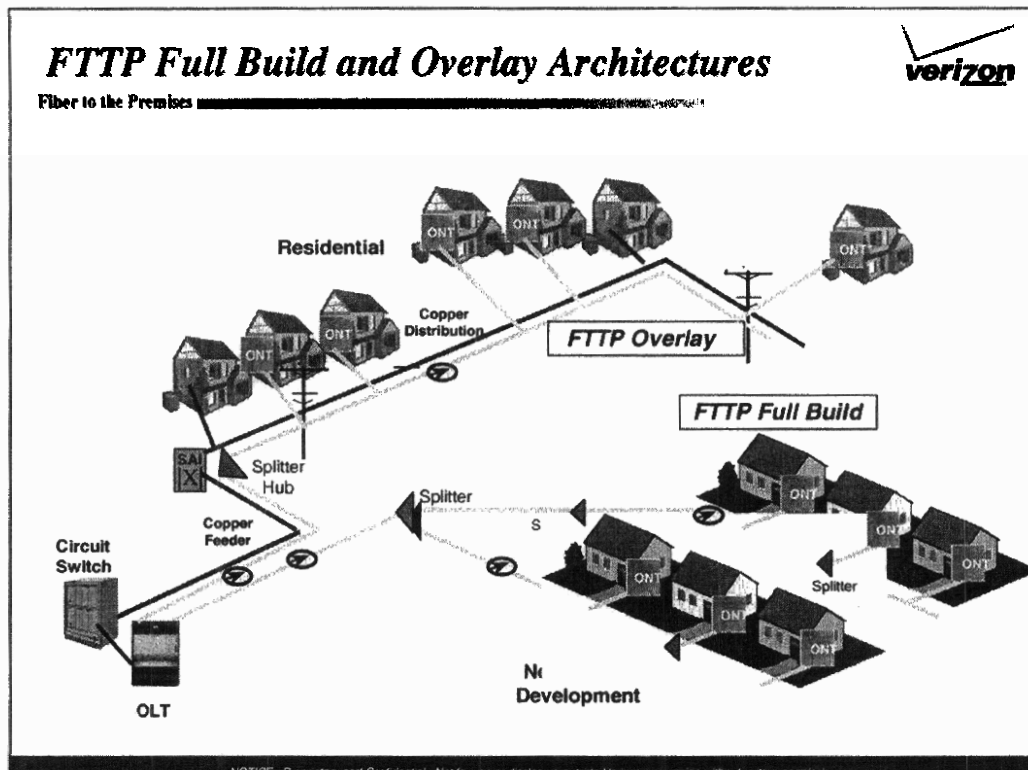 FTTP Full Build and Overlay Architectures
verizon
Fiber to the Premises
ONT
ONT
ONT
ONT
Residential
Copper
Distribution
ONT
ONT
FTTP Overlay
FTTP Full Build
SAI
X
Splitter
Hub
Splitter
S
Copper
Feeder
Circuit
Switch
ONT
ONT
ONT
ONT
ONT
ONT
Splitter
Development
OLT